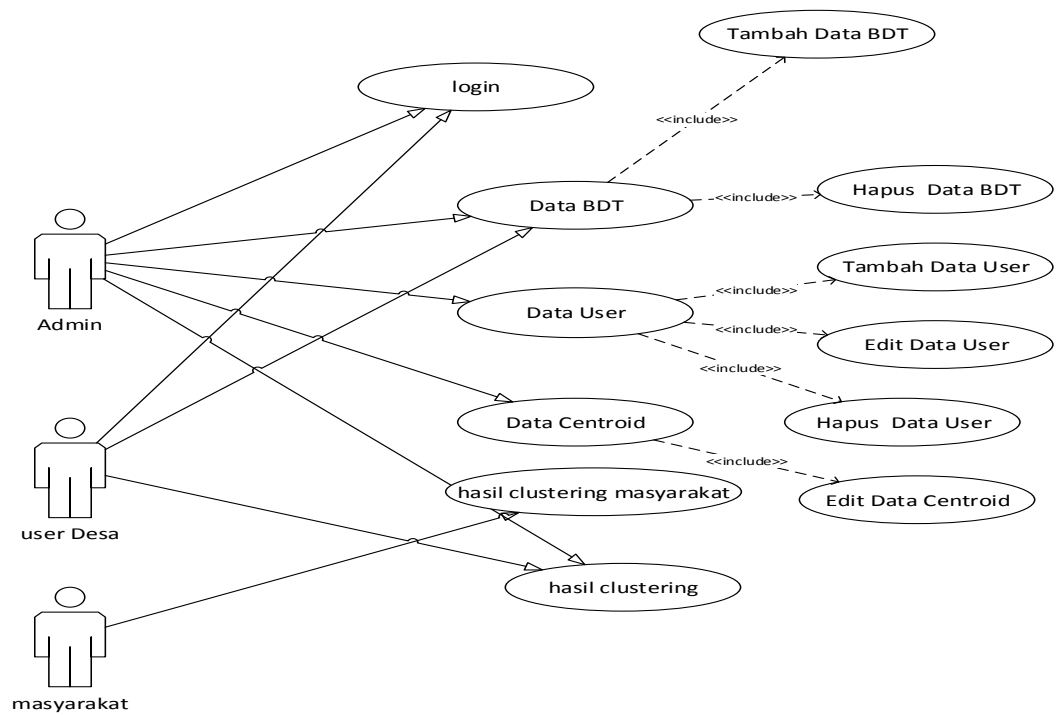 Tambah Data BDT
login
<<include>>
Data BDT
<<include>>
Hapus Data BDT
Admin
Data User
<<include>>
Tambah Data User
<<include>>
Edit Data User
<<include>>
Hapus Data User
user Desa
Data Centroid
<<include>>
Edit Data Centroid
hasil clustering masyarakat
hasil clustering
masyarakat